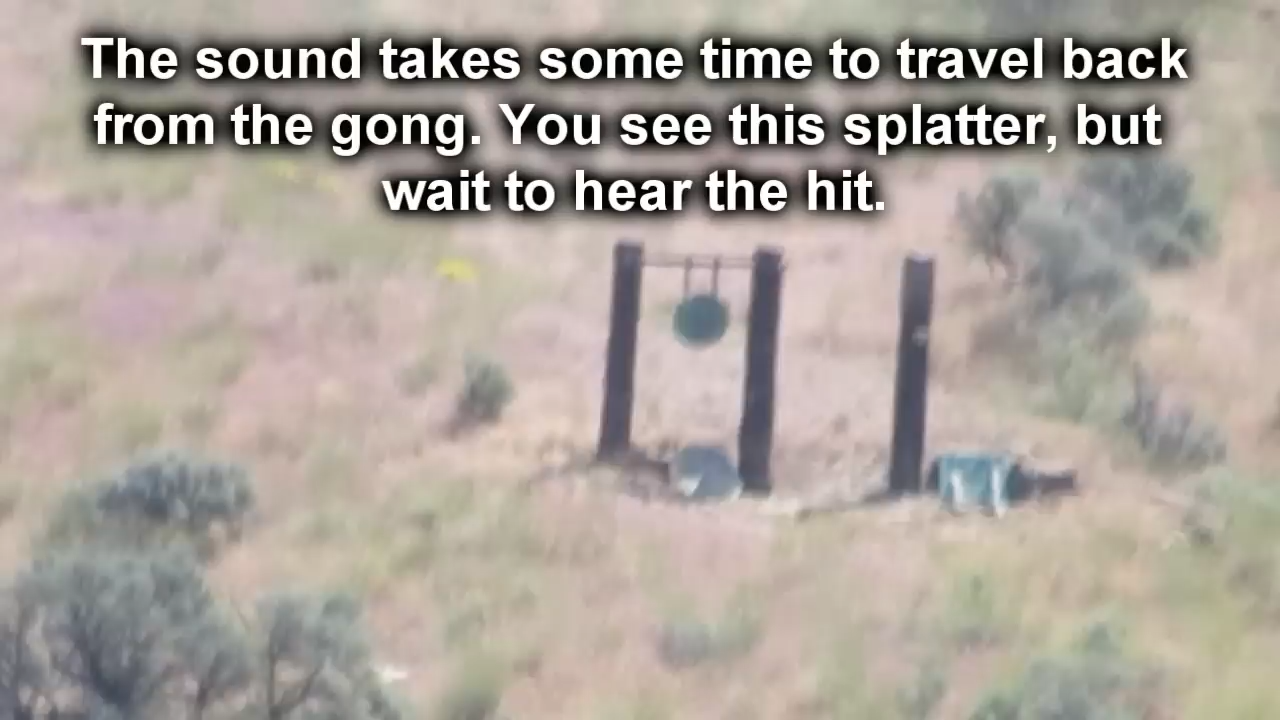 The sound takes some time to travel back
from the gong. You see this splatter, but
wait to hear the hit.